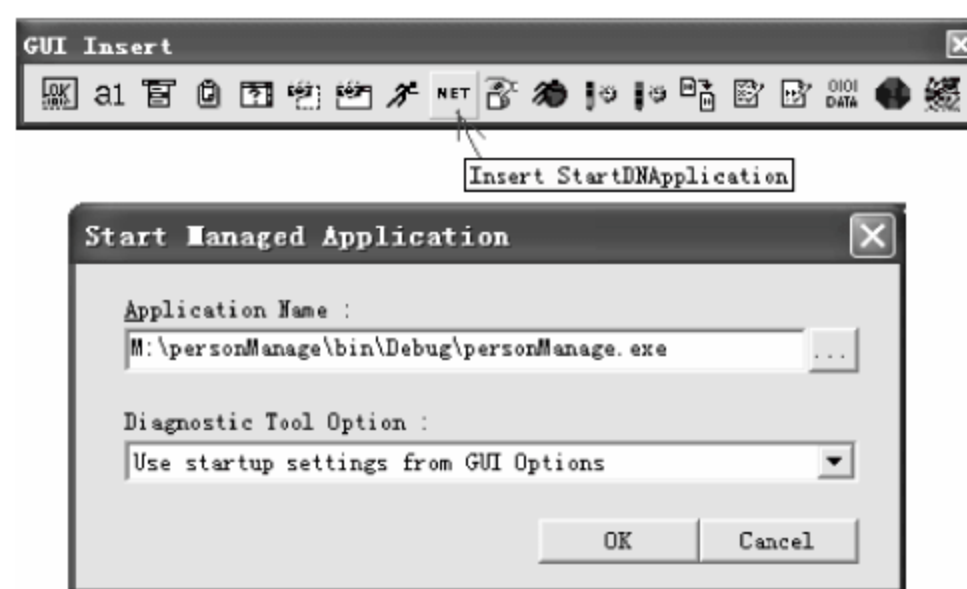 GUI Insert
OK a1 ? NET 0101
DATA
Insert StartDNApplication
Start Managed Application
Application Name :
M:\personManage\bin\Debug\personManage.exe ...
Diagnostic Tool Option :
Use startup settings from GUI Options
OK Cancel